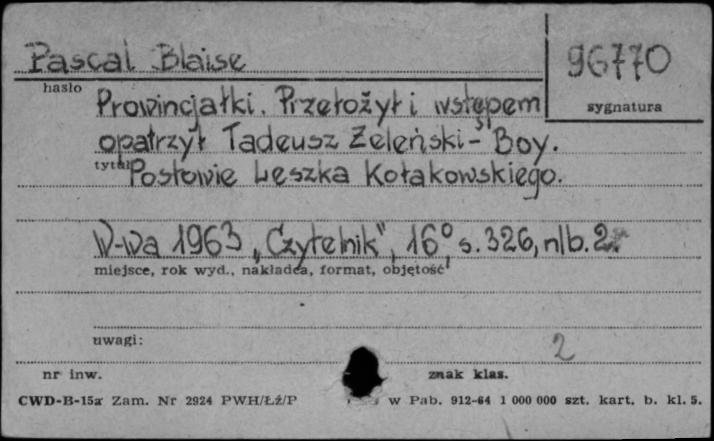 Pascal Blaise
96770
hasło
sygnatura
Prowincjałki. Przełożył i wstępem
opatrzył Tadeusz Żeleński-Boy.
tytuł
Posłowie Leszka Kołakowskiego.
W-wa 1963 „Czytelnik", 16° s. 326, nlb. 2.
miejsce, rok wyd., nakładca, format, objętość
uwagi:
2
nr inw.
znak klas.
CWD-B-15a Zam. Nr 2924 PWH/Łź/P
w Pab. 912-64 1 000 000 szt. kart. b. kl. 5.